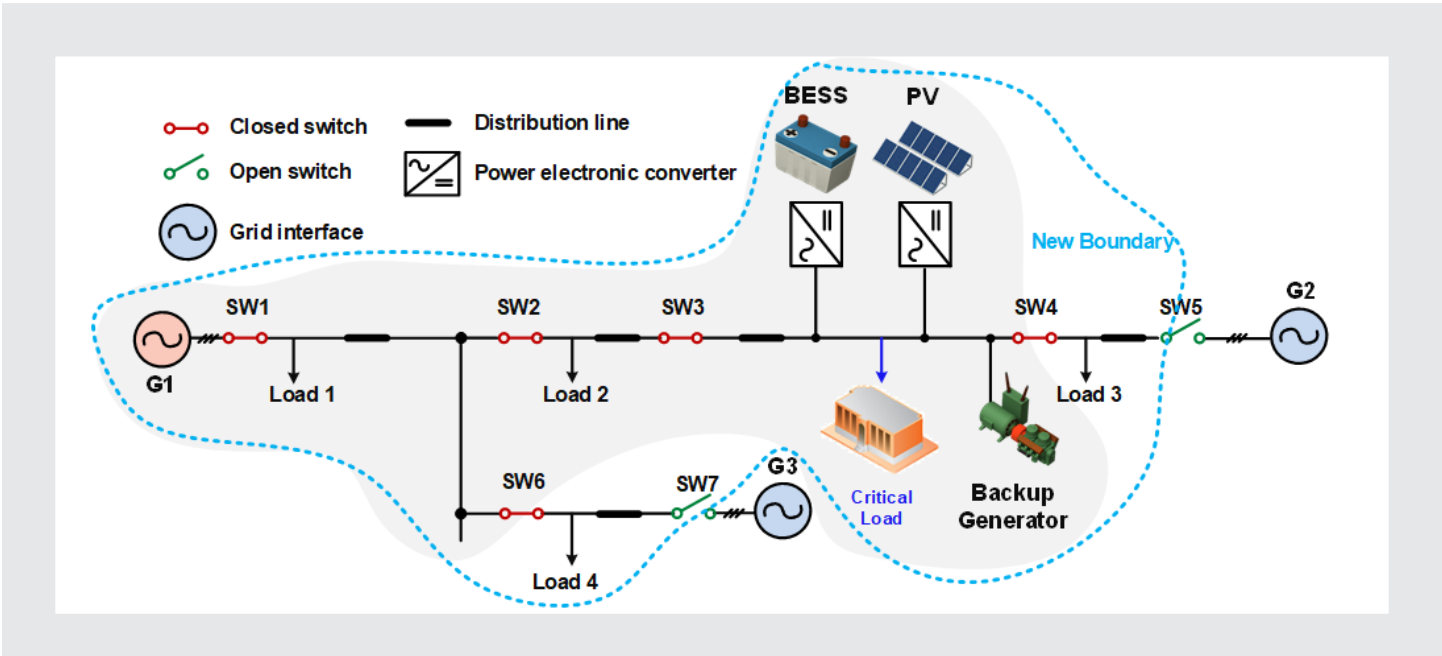 BESS
PV
Closed switch
Distribution line
Open switch
Power electronic converter
Grid interface
New Boundary
SW1
SW2
SW3
SW4
SW5
G2
G1
Load 1
Load 2
Load 3
SW6
SW7
G3
Critical
Load
Backup
Generator
Load 4